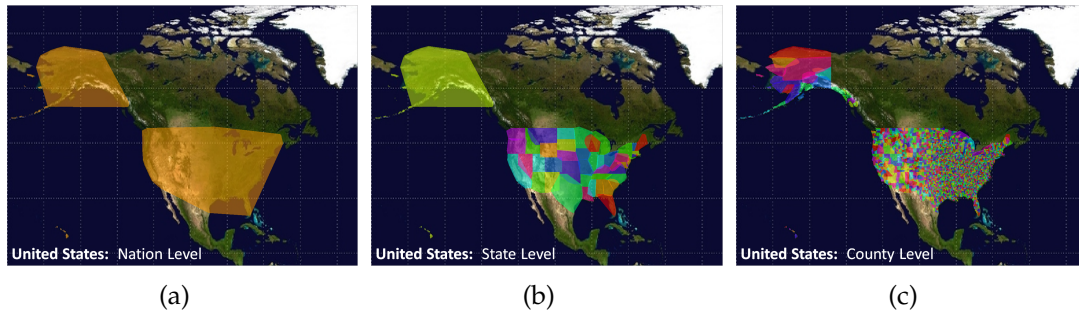 United States: Nation Level
United States: State Level
United States: County Level
(a)
(b)
(c)